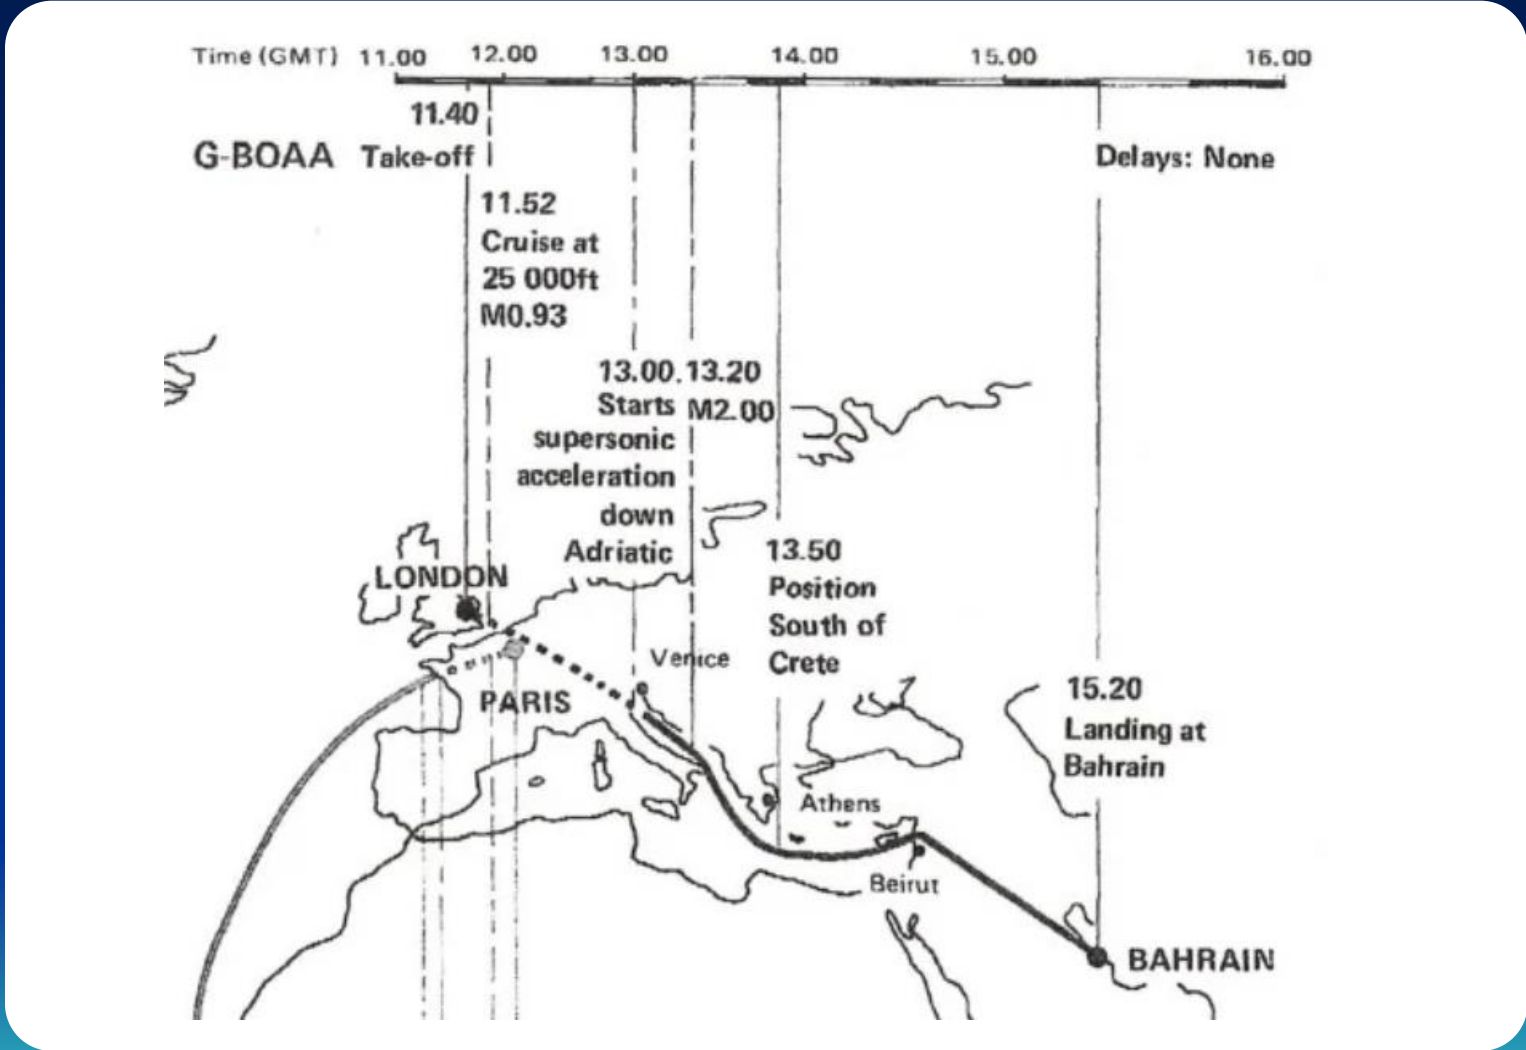 Time (GMT) 11.00 12.00 13.00 14.00 15.00 16.00
11.40
G-BOAA Take-off
Delays: None
11.52
Cruise at
25 000ft
M0.93
13.00
Starts
supersonic
acceleration
down
Adriatic
13.20
M2.00
13.50
Position
South of
Crete
LONDON
Venice
PARIS
15.20
Landing at
Bahrain
Athens
Beirut
BAHRAIN